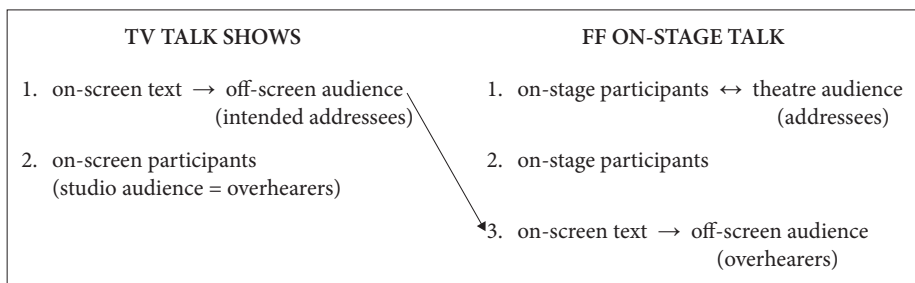 TV TALK SHOWS
1. on-screen text → off-screen audience
(intended addressees)
2. on-screen participants
(studio audience = overhearers)
FF ON-STAGE TALK
1. on-stage participants ↔ theatre audience
(addressees)
2. on-stage participants
3. on-screen text → off-screen audience
(overhearers)